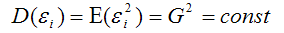 D(εᵢ) = E(εᵢ²) = G² = const